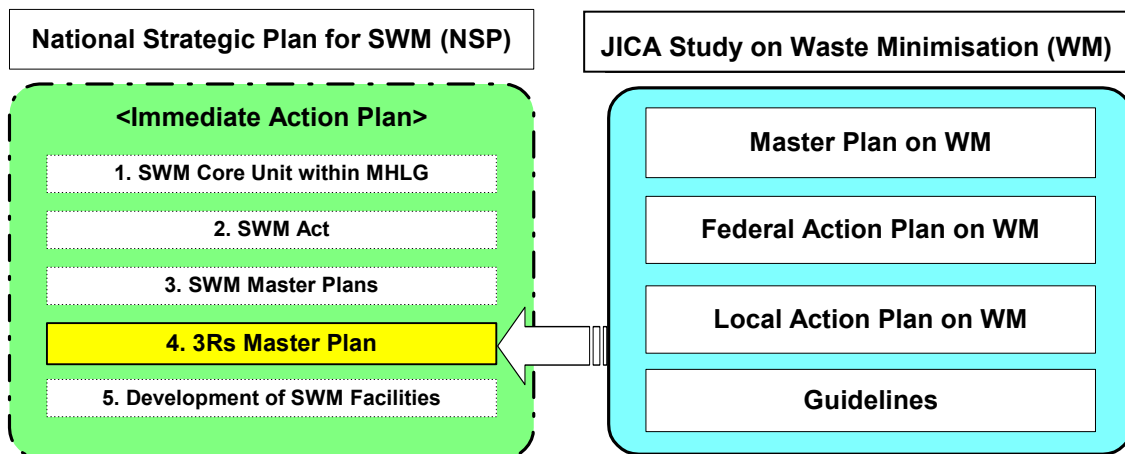 National Strategic Plan for SWM (NSP)
<Immediate Action Plan>
1. SWM Core Unit within MHLG
2. SWM Act
3. SWM Master Plans
4. 3Rs Master Plan
5. Development of SWM Facilities
JICA Study on Waste Minimisation (WM)
Master Plan on WM
Federal Action Plan on WM
Local Action Plan on WM
Guidelines